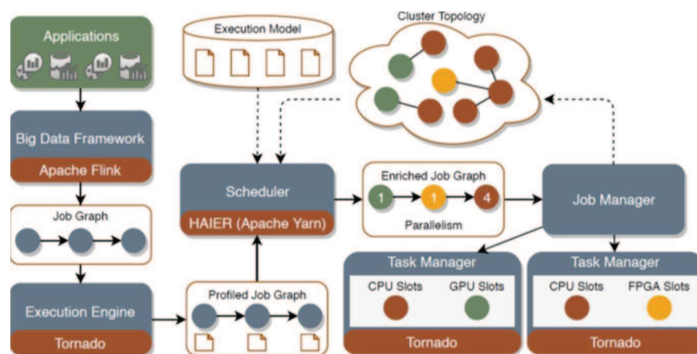 Applications
Big Data Framework
Apache Flink
Job Graph
Execution Engine
Tornado
Execution Model
Cluster Topology
Scheduler
HAIER (Apache Yarn)
Profiled Job Graph
Enriched Job Graph
1
1
4
Parallelism
Job Manager
Task Manager
CPU Slots
GPU Slots
Tornado
Task Manager
CPU Slots
FPGA Slots
Tornado